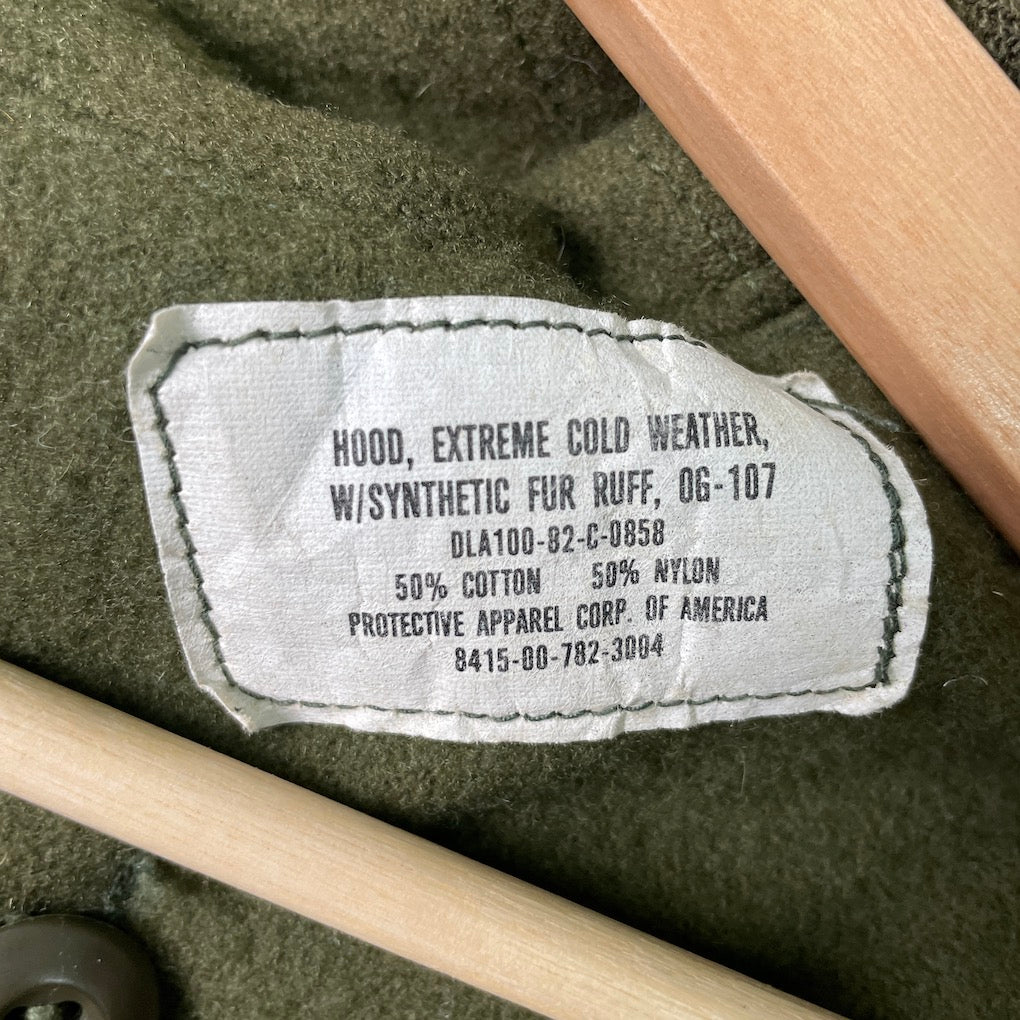 HOOD, EXTREME COLD WEATHER,
W/SYNTHETIC FUR RUFF, OG-107
DLA100-82-C-0858
50% COTTON 50% NYLON
PROTECTIVE APPAREL CORP. OF AMERICA
8415-00-782-3004